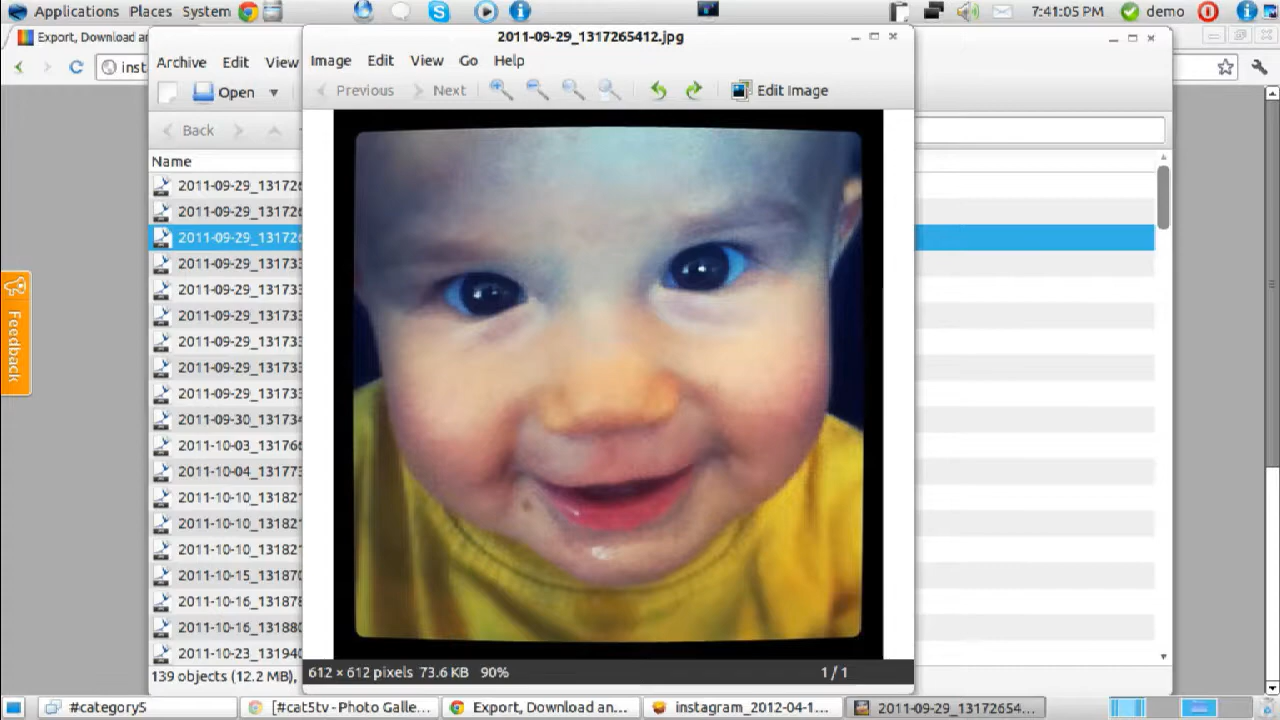 Applications Places System 7:41:05 PM demo
Export, Download an
2011-09-29_1317265412.jpg
Archive Edit View
Image Edit View Go Help
Open
Previous Next Edit Image
inst
Back
Name
2011-09-29_131726
2011-09-29_131726
2011-09-29_131726
2011-09-29_131733
2011-09-29_131733
2011-09-29_131733
2011-09-29_131733
2011-09-29_131733
2011-09-29_131733
2011-09-30_131734
2011-10-03_131766
2011-10-04_131773
2011-10-10_131821
2011-10-10_131821
2011-10-10_131821
2011-10-15_131870
2011-10-16_131878
2011-10-16_131880
2011-10-23_131940
Feedback
139 objects (12.2 MB),
612 × 612 pixels 73.6 KB 90% 1 / 1
#category5
[#cat5tv - Photo Galle...
Export, Download an...
instagram_2012-04-1...
2011-09-29_13172654...